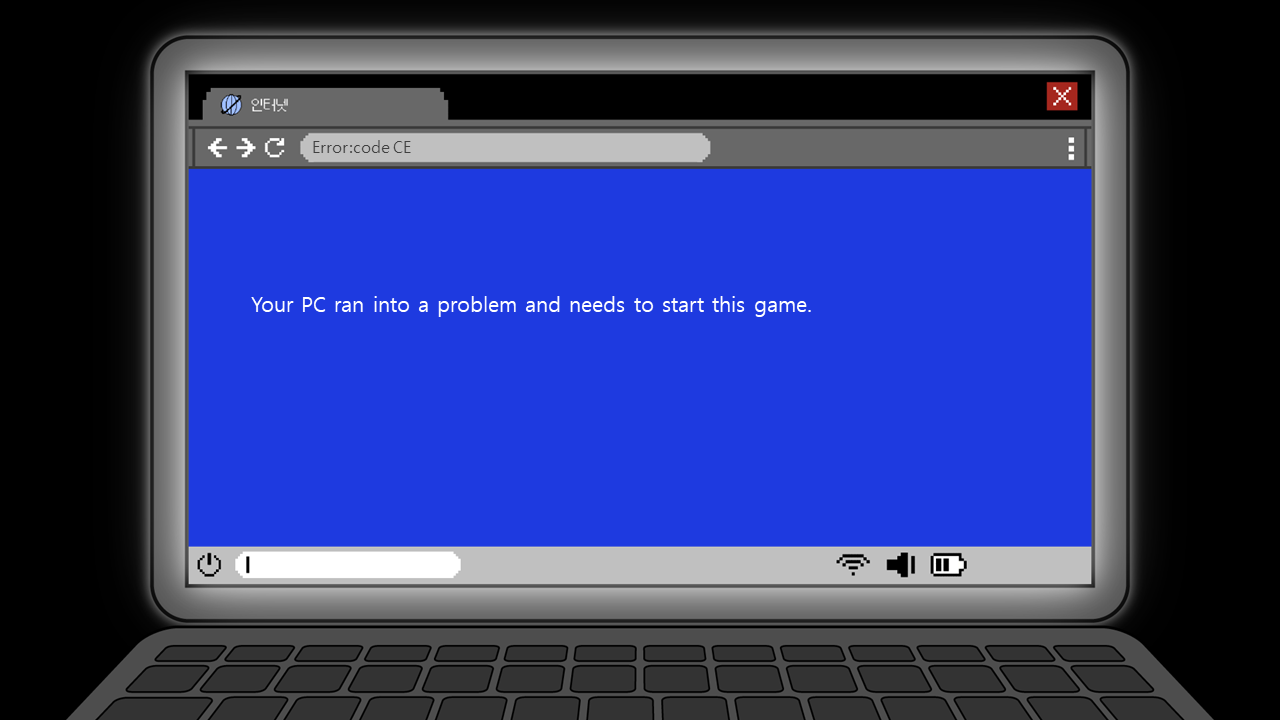 인터넷
Error:code CE
Your PC ran into a problem and needs to start this game.